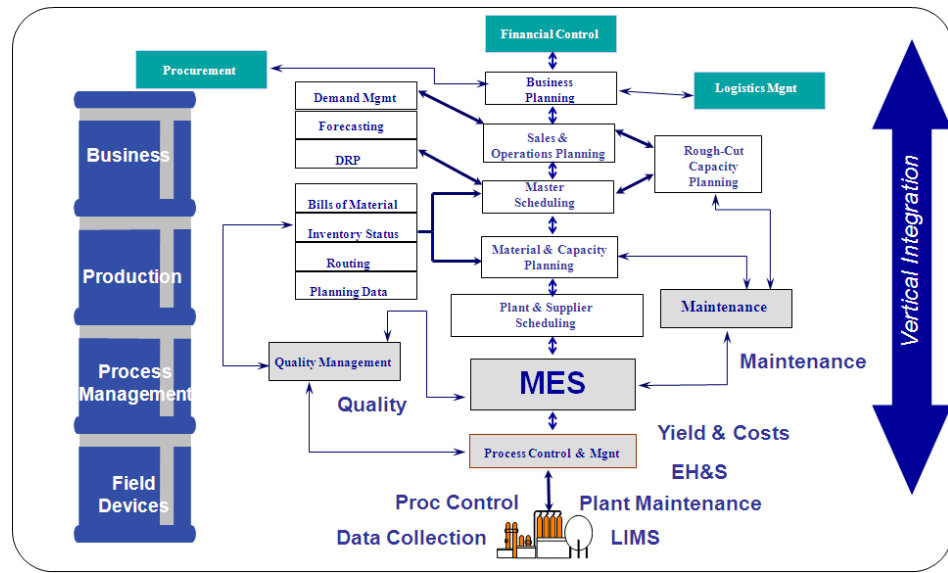 Financial Control
Procurement
Business
Planning
Logistics Mgnt
Demand Mgmt
Forecasting
DRP
Sales &
Operations Planning
Rough-Cut
Capacity
Planning
Master
Scheduling
Bills of Material
Inventory Status
Routing
Planning Data
Material & Capacity
Planning
Plant & Supplier
Scheduling
Maintenance
Quality Management
MES
Maintenance
Quality
Process Control & Mgnt
Yield & Costs
EH&S
Proc Control
Plant Maintenance
Data Collection
LIMS
Business
Production
Process
Management
Field
Devices
Vertical Integration